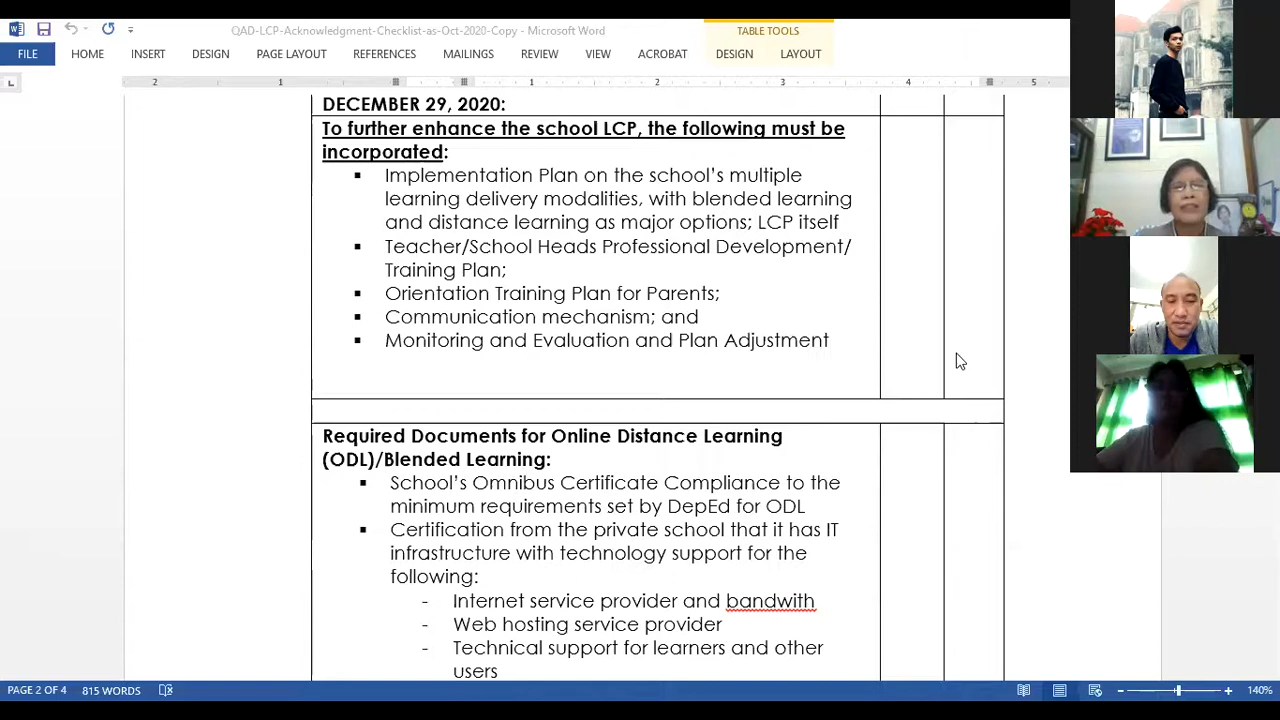 QAD-LCP-Acknowledgment-Checklist-as-Oct-2020-Copy - Microsoft Word
TABLE TOOLS
FILE HOME INSERT DESIGN PAGE LAYOUT REFERENCES MAILINGS REVIEW VIEW ACROBAT DESIGN LAYOUT
2 1 1 2 3 4 5
DECEMBER 29, 2020:
To further enhance the school LCP, the following must be
incorporated:
▪ Implementation Plan on the school's multiple
learning delivery modalities, with blended learning
and distance learning as major options; LCP itself
▪ Teacher/School Heads Professional Development/
Training Plan;
▪ Orientation Training Plan for Parents;
▪ Communication mechanism; and
▪ Monitoring and Evaluation and Plan Adjustment
Required Documents for Online Distance Learning
(ODL)/Blended Learning:
▪ School's Omnibus Certificate Compliance to the
minimum requirements set by DepEd for ODL
▪ Certification from the private school that it has IT
infrastructure with technology support for the
following:
- Internet service provider and bandwith
- Web hosting service provider
- Technical support for learners and other
users
PAGE 2 OF 4 815 WORDS 140%